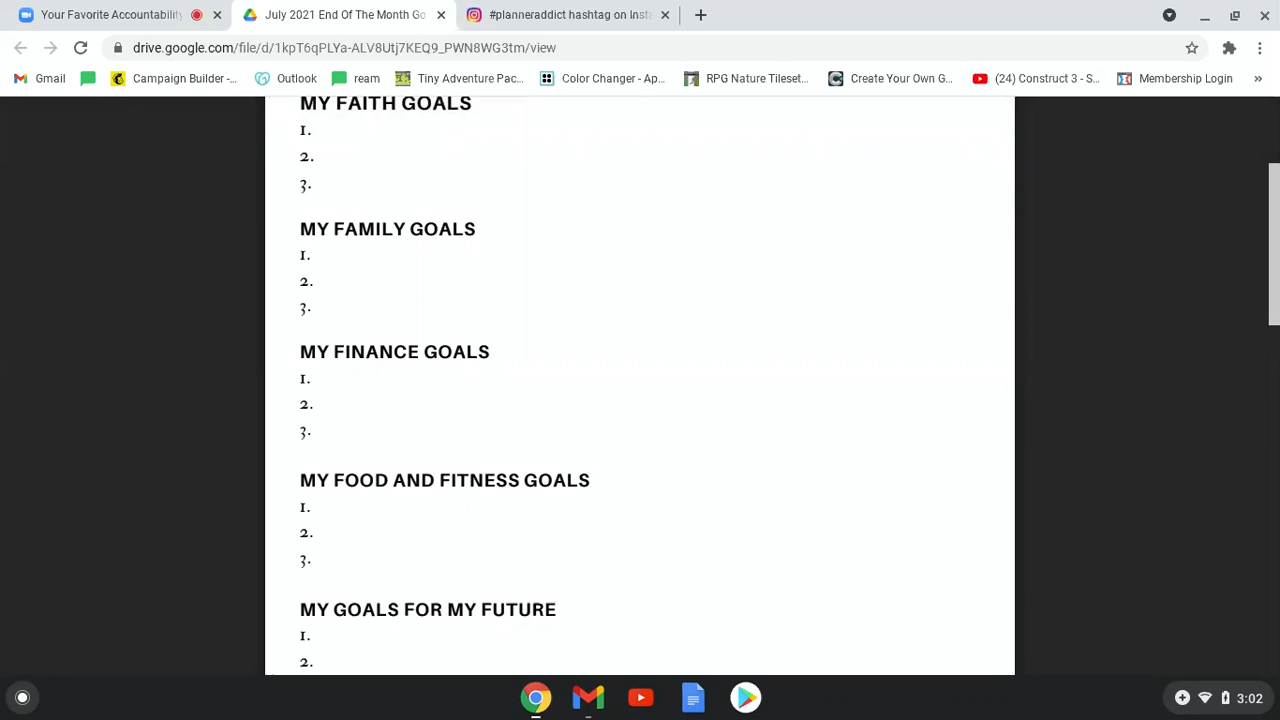 Your Favorite Accountability
July 2021 End Of The Month Go
#planneraddict hashtag on Insta
drive.google.com/file/d/1kpT6qPLYa-ALV8Utj7KEQ9_PWN8WG3tm/view
Gmail
Campaign Builder -...
Outlook
ream
Tiny Adventure Pac...
Color Changer - Ap...
RPG Nature Tileset...
Create Your Own G...
(24) Construct 3 - S...
Membership Login
»
MY FAITH GOALS
1.
2.
3.
MY FAMILY GOALS
1.
2.
3.
MY FINANCE GOALS
1.
2.
3.
MY FOOD AND FITNESS GOALS
1.
2.
3.
MY GOALS FOR MY FUTURE
1.
2.
3:02